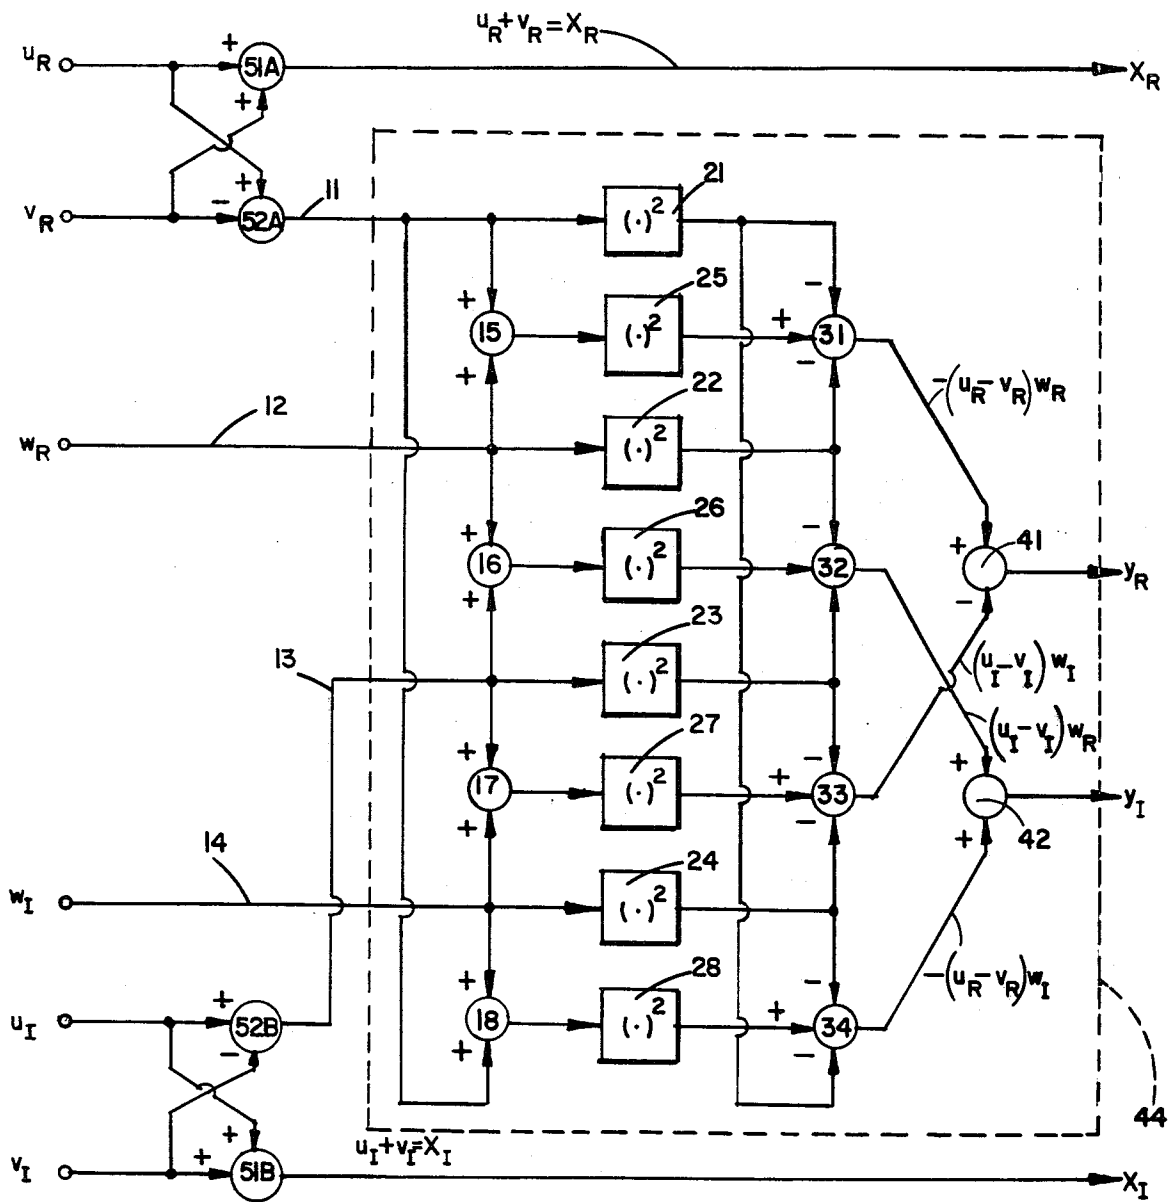 u_R + v_R = X_R
u_R + 51A X_R
+
+
v_R - 52A 11
21
(·)²
-
25
+ 15 (·)² + 31
+ -
-(u_R - v_R) w_R
12 22
w_R (·)²
26
+ - + 41
16 (·)² 32 y_R
+ -
23
13 (·)² (u_I - v_I) w_I
27 (u_I - v_I) w_R
+ - +
17 (·)² + 33 y_I
+ - 42
+
14 24
w_I (·)²
28 -(u_R - v_R) w_I
+ -
u_I + 52B 18 (·)² + 34
- + -
44
u_I + v_I = X_I
+
v_I + 51B X_I